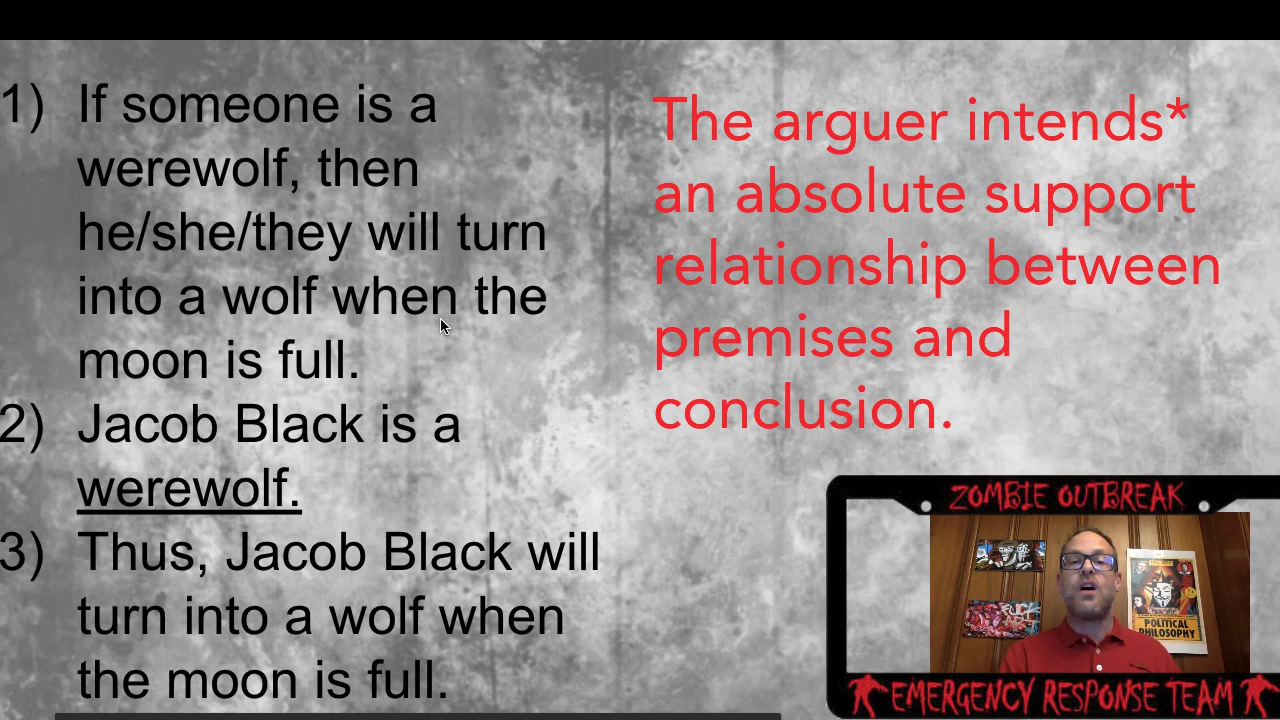 1) If someone is a
werewolf, then
he/she/they will turn
into a wolf when the
moon is full.
2) Jacob Black is a
werewolf.
3) Thus, Jacob Black will
turn into a wolf when
the moon is full.
The arguer intends*
an absolute support
relationship between
premises and
conclusion.
ZOMBIE OUTBREAK
POLITICAL
PHILOSOPHY
EMERGENCY RESPONSE TEAM